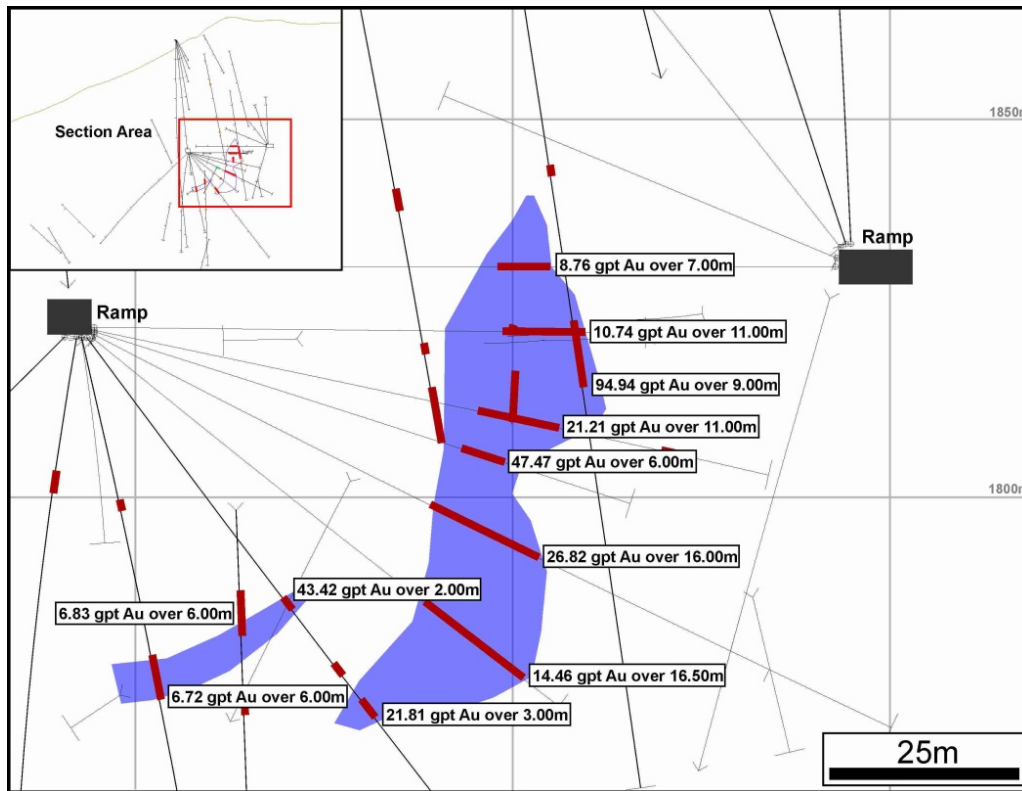 Section Area
1850m
Ramp
8.76 gpt Au over 7.00m
Ramp
10.74 gpt Au over 11.00m
94.94 gpt Au over 9.00m
21.21 gpt Au over 11.00m
47.47 gpt Au over 6.00m
1800m
26.82 gpt Au over 16.00m
43.42 gpt Au over 2.00m
6.83 gpt Au over 6.00m
14.46 gpt Au over 16.50m
6.72 gpt Au over 6.00m
21.81 gpt Au over 3.00m
25m